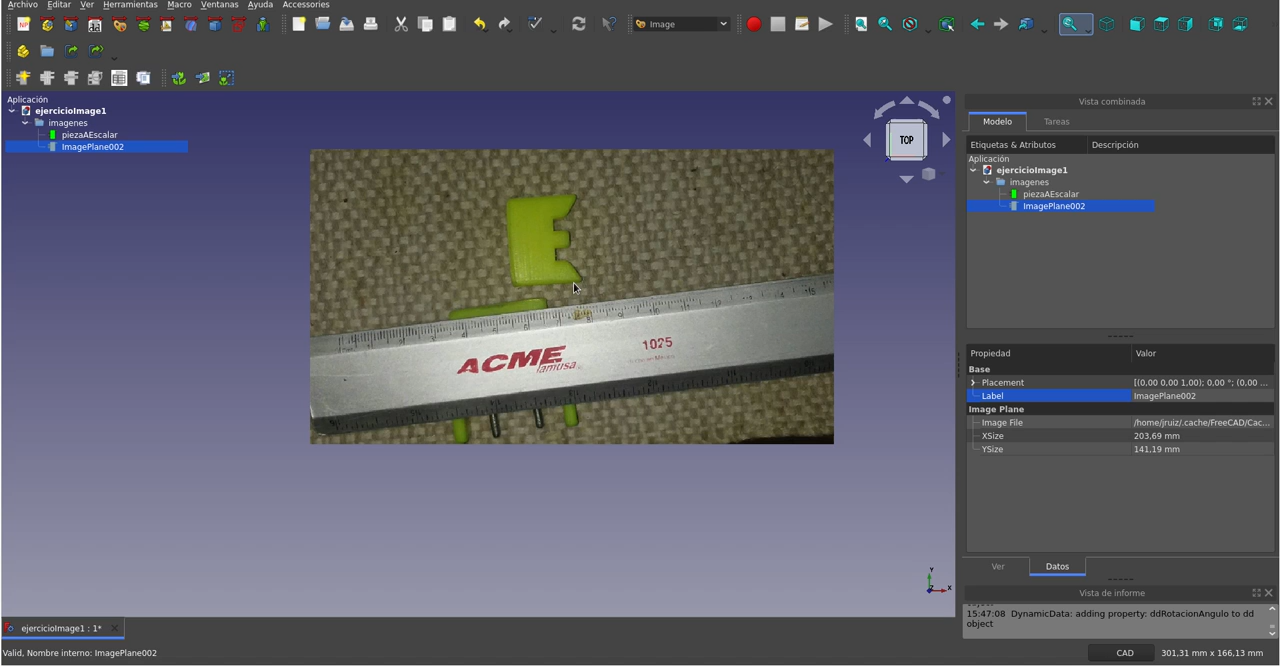 Archivo Editar Ver Herramientas Macro Ventanas Ayuda Accessories
Image
Aplicación
ejercicioImage1
imagenes
piezaAEscalar
ImagePlane002
TOP
ACME
lamusa
1025
Y
X
Vista combinada
Modelo Tareas
Etiquetas & Atributos Descripción
Aplicación
ejercicioImage1
imagenes
piezaAEscalar
ImagePlane002
Propiedad Valor
Base
Placement [(0,00 0,00 1,00); 0,00 °; (0,00 ...
Label ImagePlane002
Image Plane
Image File /home/jruiz/.cache/FreeCAD/Cac...
XSize 203,69 mm
YSize 141,19 mm
Ver Datos
Vista de informe
15:47:08 DynamicData: adding property: ddRotacionAngulo to dd
object
ejercicioImage1 : 1*
Valid, Nombre interno: ImagePlane002
CAD 301,31 mm x 166,13 mm